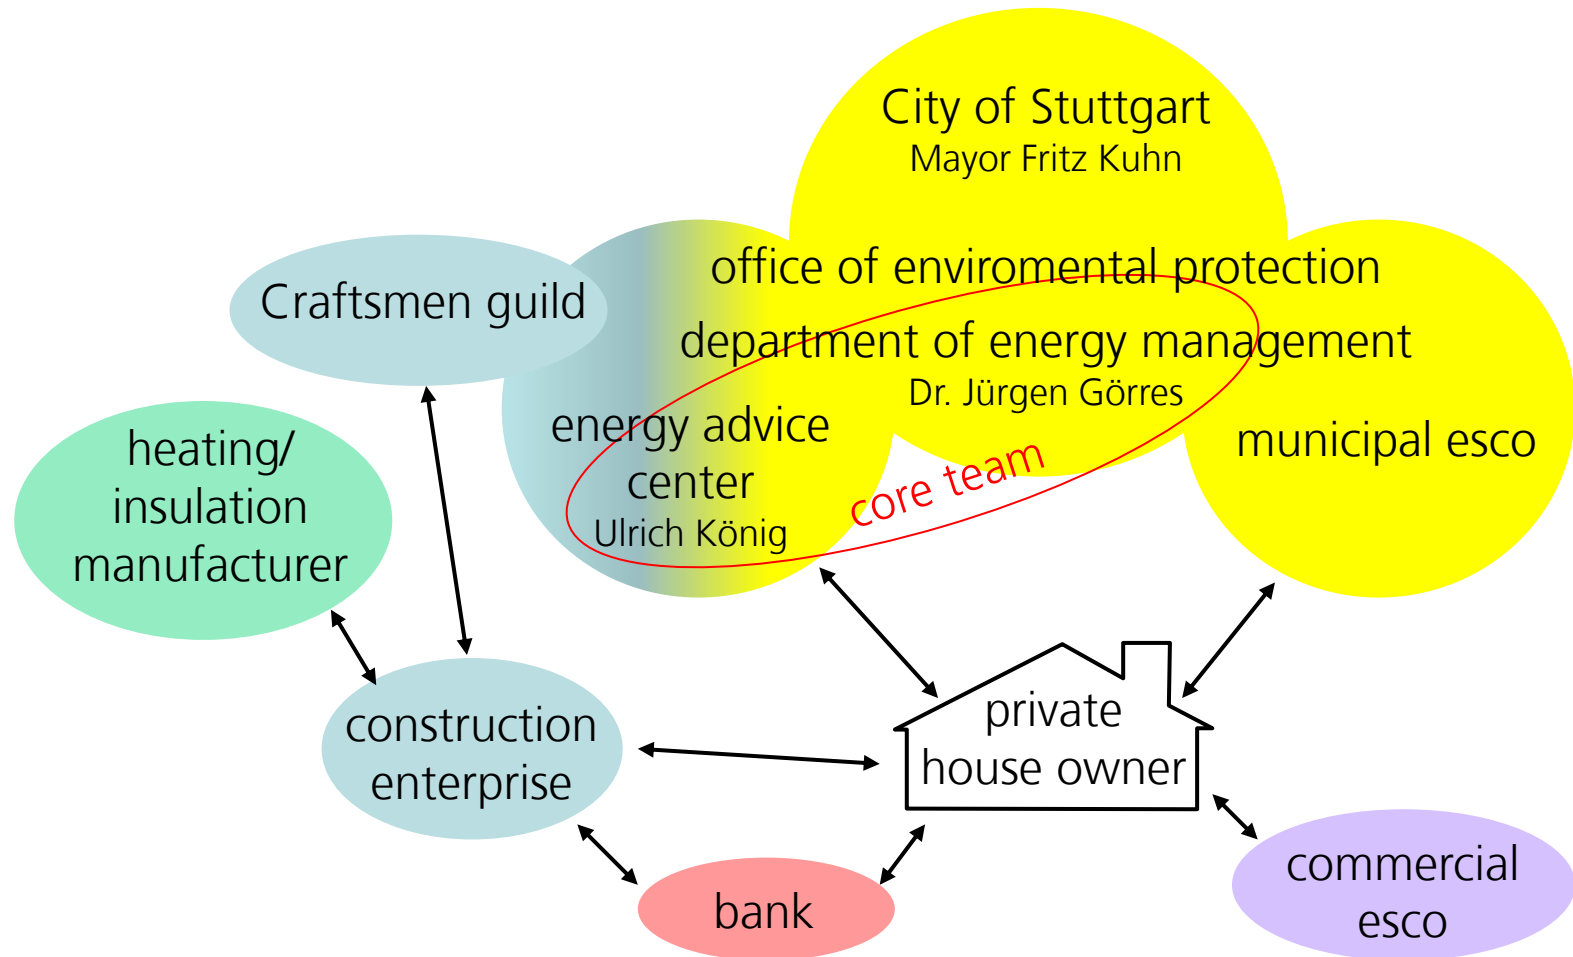 City of Stuttgart
Mayor Fritz Kuhn
office of enviromental protection
Craftsmen guild
department of energy management
Dr. Jürgen Görres
energy advice
center
Ulrich König
core team
municipal esco
heating/
insulation
manufacturer
construction
enterprise
private
house owner
bank
commercial
esco